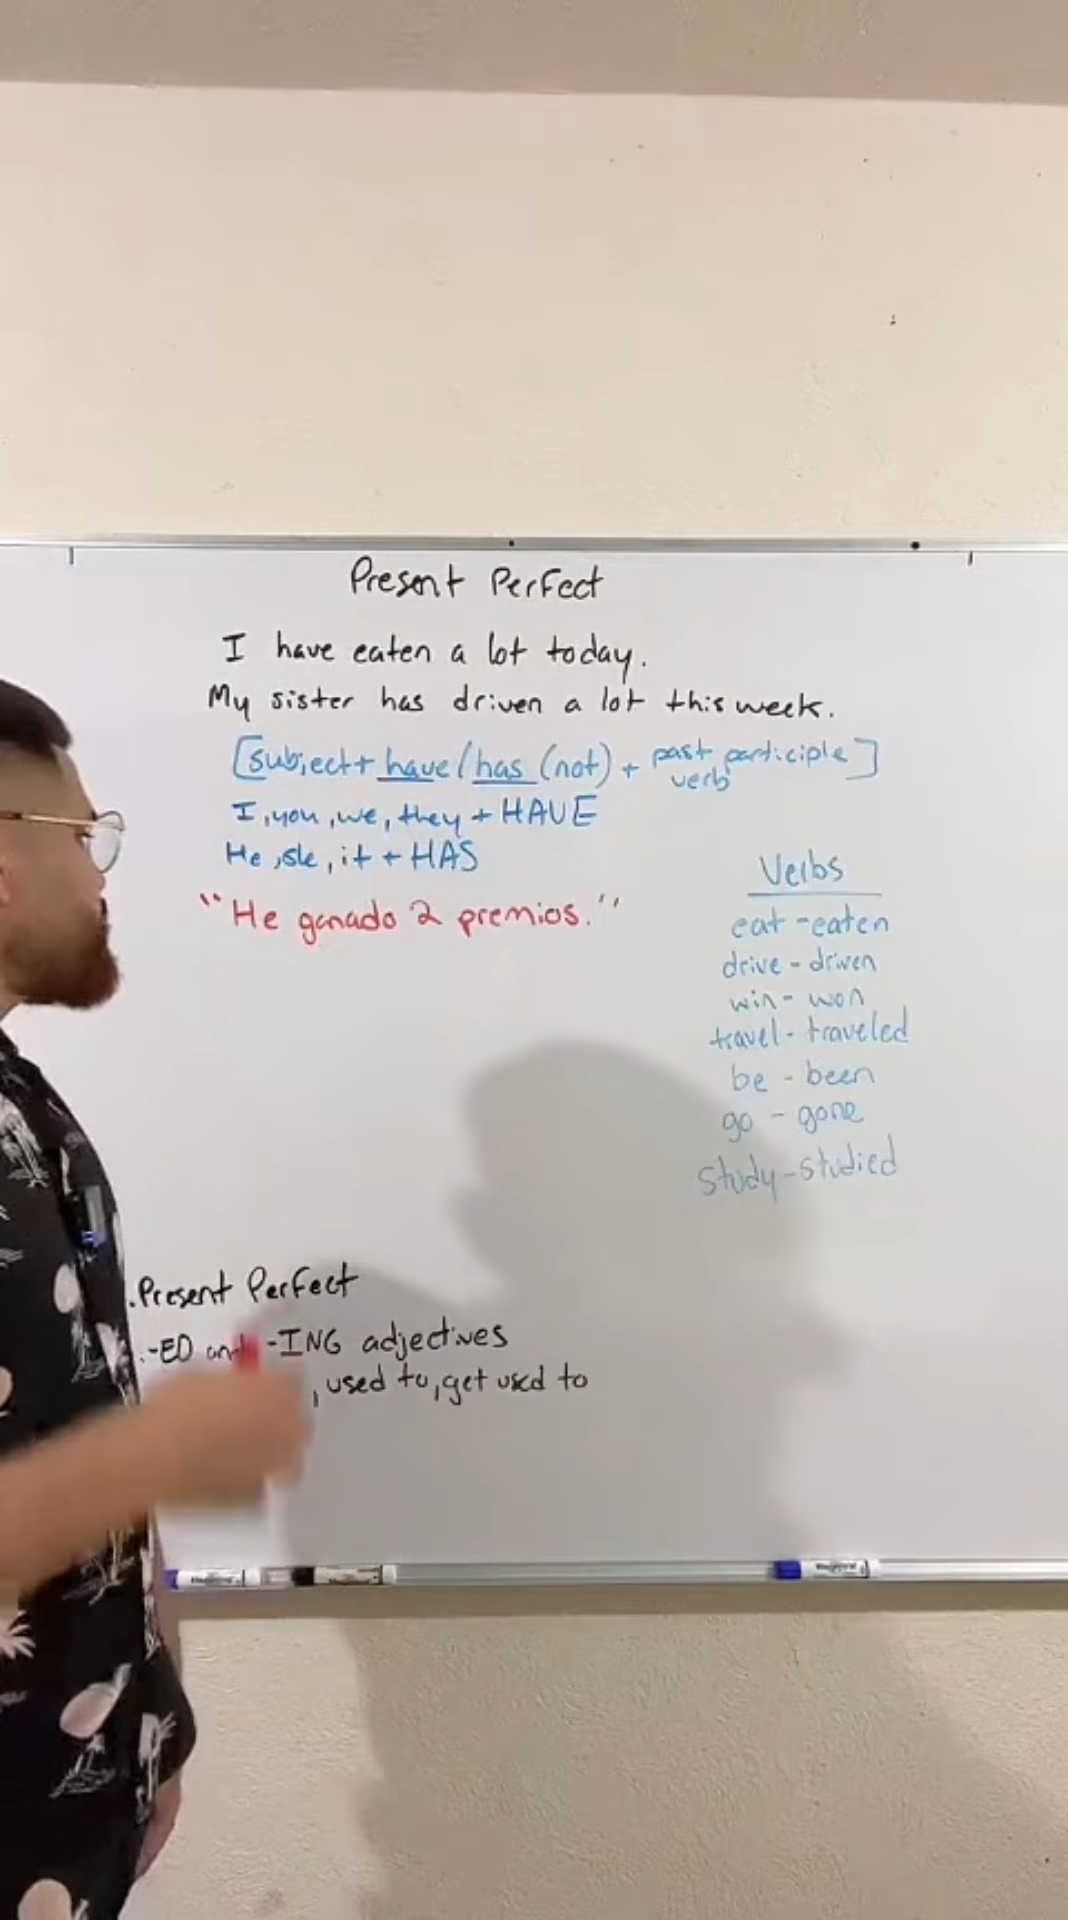 Present Perfect
I have eaten a lot today.
My sister has driven a lot this week.
[subject + have/has (not) + past participle]
verb
I, you, we, they + HAVE
He, she, it + HAS
"He ganado 2 premios."
Verbs
eat - eaten
drive - driven
win - won
travel - traveled
be - been
go - gone
study - studied
. Present Perfect
. -ED and -ING adjectives
, used to, get used to